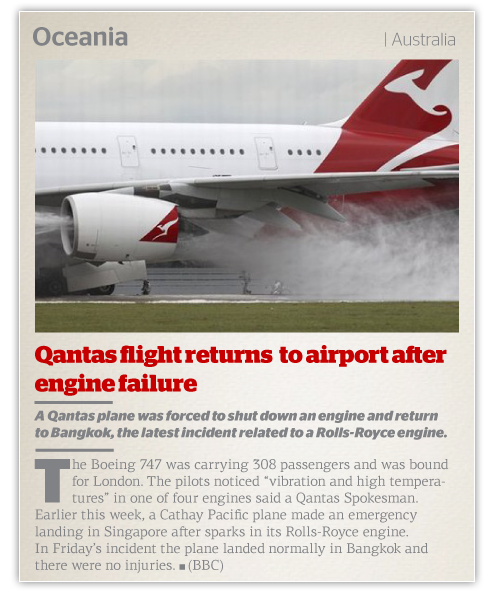 Oceania
| Australia
Qantas flight returns to airport after
engine failure
A Qantas plane was forced to shut down an engine and return
to Bangkok, the latest incident related to a Rolls-Royce engine.
The Boeing 747 was carrying 308 passengers and was bound
for London. The pilots noticed "vibration and high tempera-
tures" in one of four engines said a Qantas Spokesman.
Earlier this week, a Cathay Pacific plane made an emergency
landing in Singapore after sparks in its Rolls-Royce engine.
In Friday's incident the plane landed normally in Bangkok and
there were no injuries. ■ (BBC)